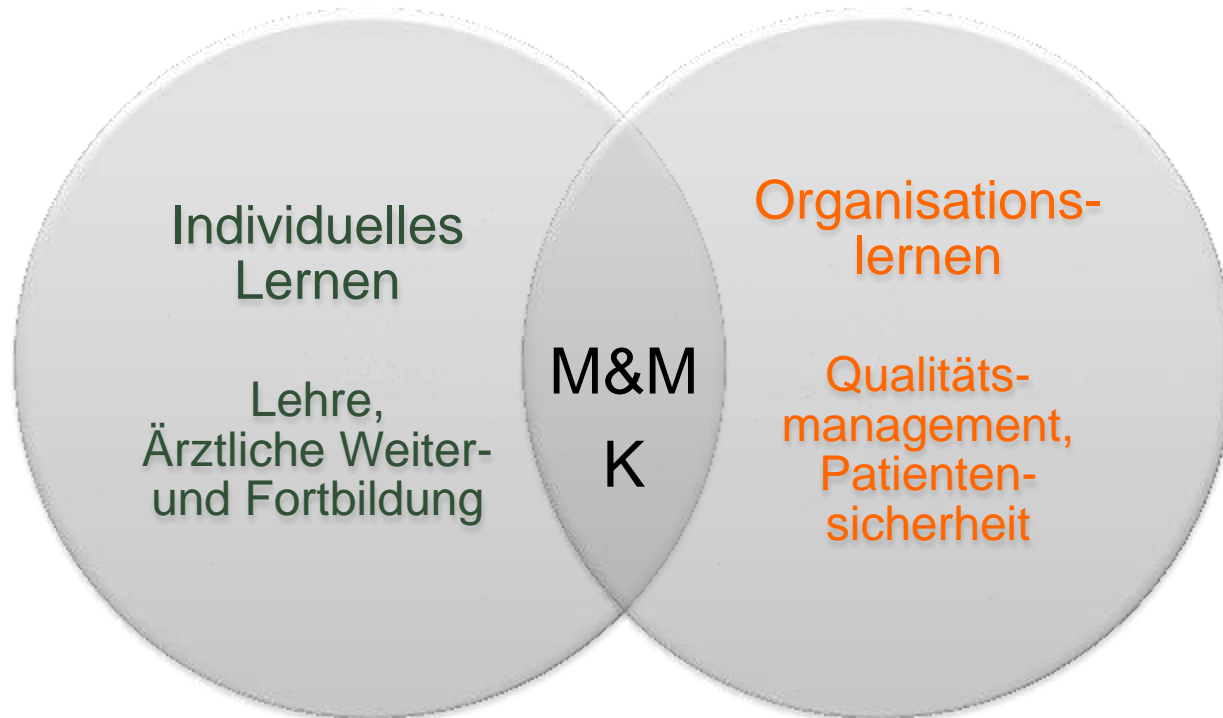 Individuelles
Lernen
Lehre,
Ärztliche Weiter-
und Fortbildung
M&M
K
Organisations-
lernen
Qualitäts-
management,
Patienten-
sicherheit